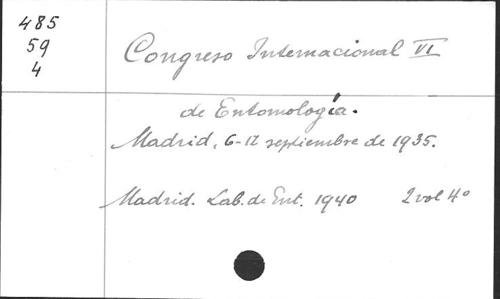 485
59
4
Congreso Internacional VI
de Entomología.
Madrid, 6-12 septiembre de 1935.
Madrid. Lab. de Ent. 1940 2 vol 4º